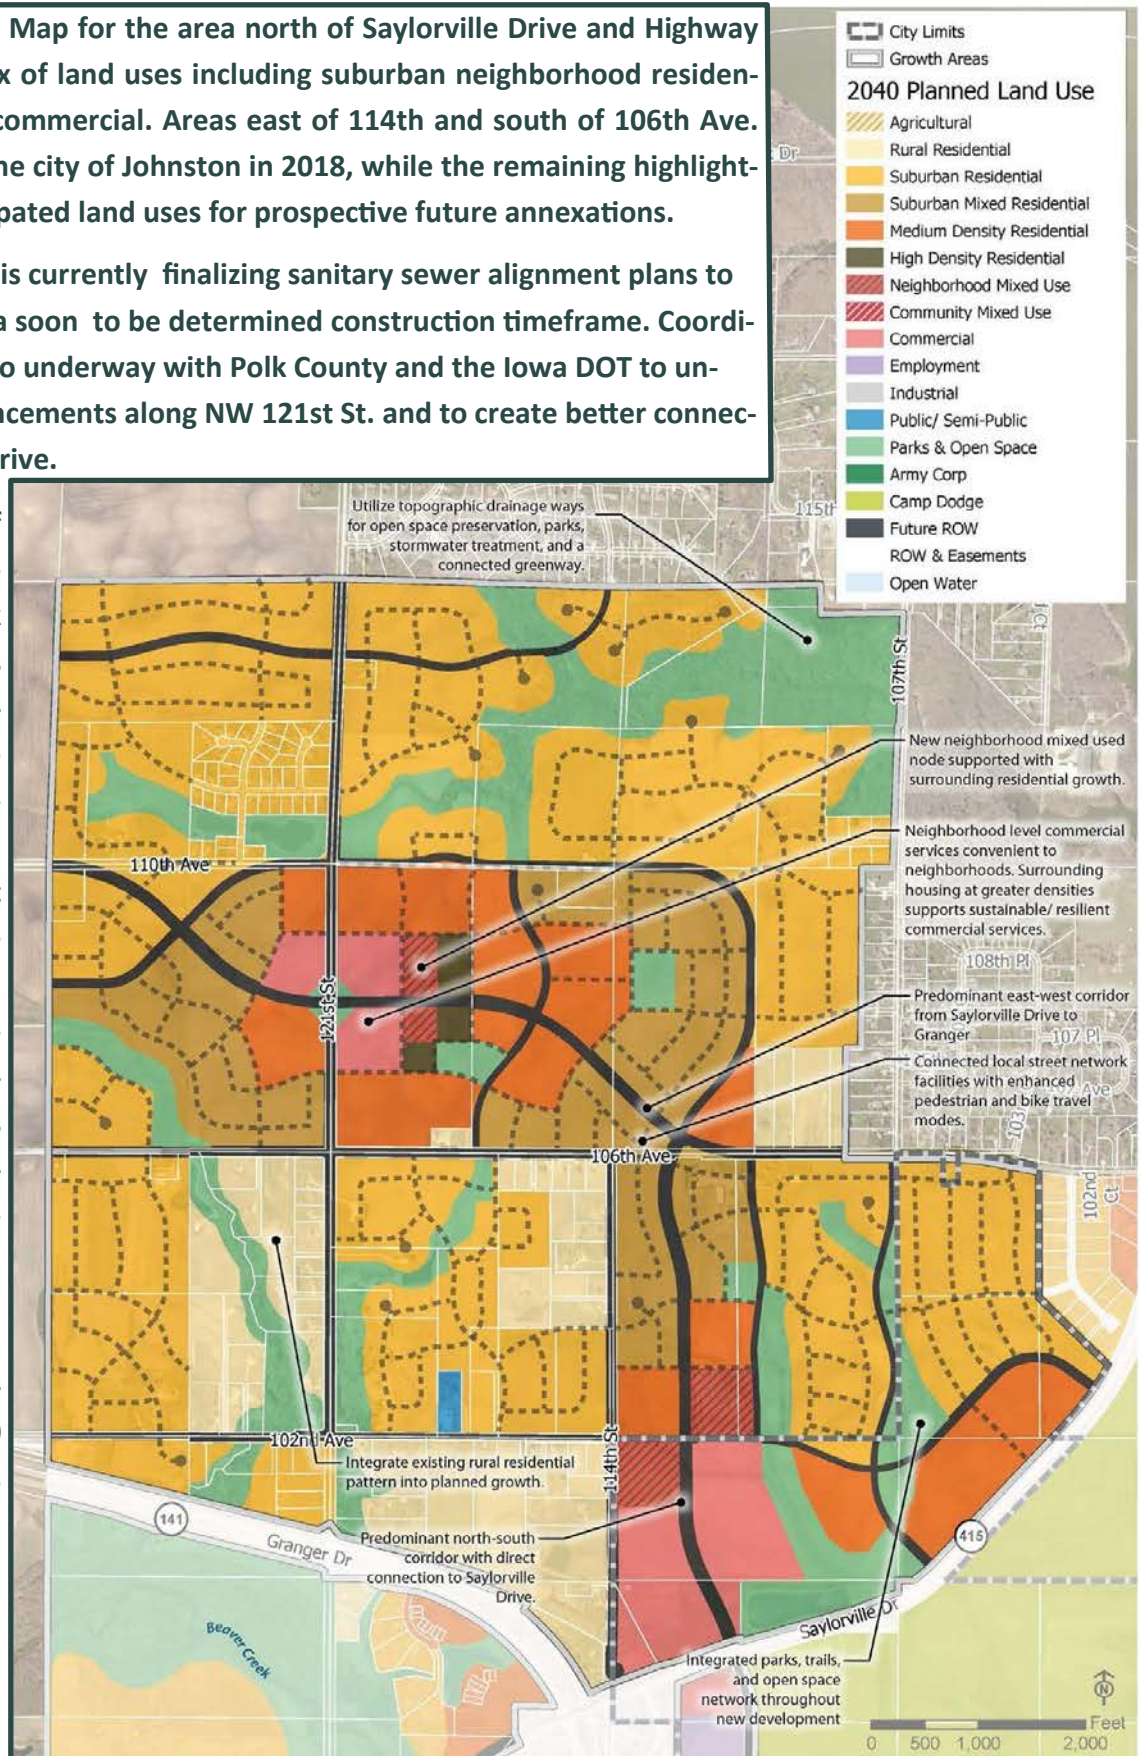 Map for the area north of Saylorville Drive and Highway
x of land uses including suburban neighborhood residen-
commercial. Areas east of 114th and south of 106th Ave.
he city of Johnston in 2018, while the remaining highlight-
pated land uses for prospective future annexations.
is currently finalizing sanitary sewer alignment plans to
a soon to be determined construction timeframe. Coordi-
o underway with Polk County and the Iowa DOT to un-
ncements along NW 121st St. and to create better connec-
rive.
City Limits
Growth Areas
2040 Planned Land Use
Agricultural
Rural Residential
Suburban Residential
Suburban Mixed Residential
Medium Density Residential
High Density Residential
Neighborhood Mixed Use
Community Mixed Use
Commercial
Employment
Industrial
Public/ Semi-Public
Parks & Open Space
Army Corp
Camp Dodge
Future ROW
ROW & Easements
Open Water
Dr
115th
Utilize topographic drainage ways
for open space preservation, parks,
stormwater treatment, and a
connected greenway.
Ct
107th St
New neighborhood mixed used
node supported with
surrounding residential growth.
Neighborhood level commercial
services convenient to
neighborhoods. Surrounding
housing at greater densities
supports sustainable/ resilient
commercial services.
110th Ave
108th Pl
121st St
Predominant east-west corridor
from Saylorville Drive to
Granger
107 Pl
Connected local street network
facilities with enhanced
pedestrian and bike travel
modes.
Ave
103
106th Ave
102nd
Ct
102nd Ave
114th St
Integrate existing rural residential
pattern into planned growth.
141
Granger Dr
Predominant north-south
corridor with direct
connection to Saylorville
Drive.
415
Saylorville Dr
Beaver Creek
Integrated parks, trails,
and open space
network throughout
new development
N
Feet
0 500 1,000 2,000